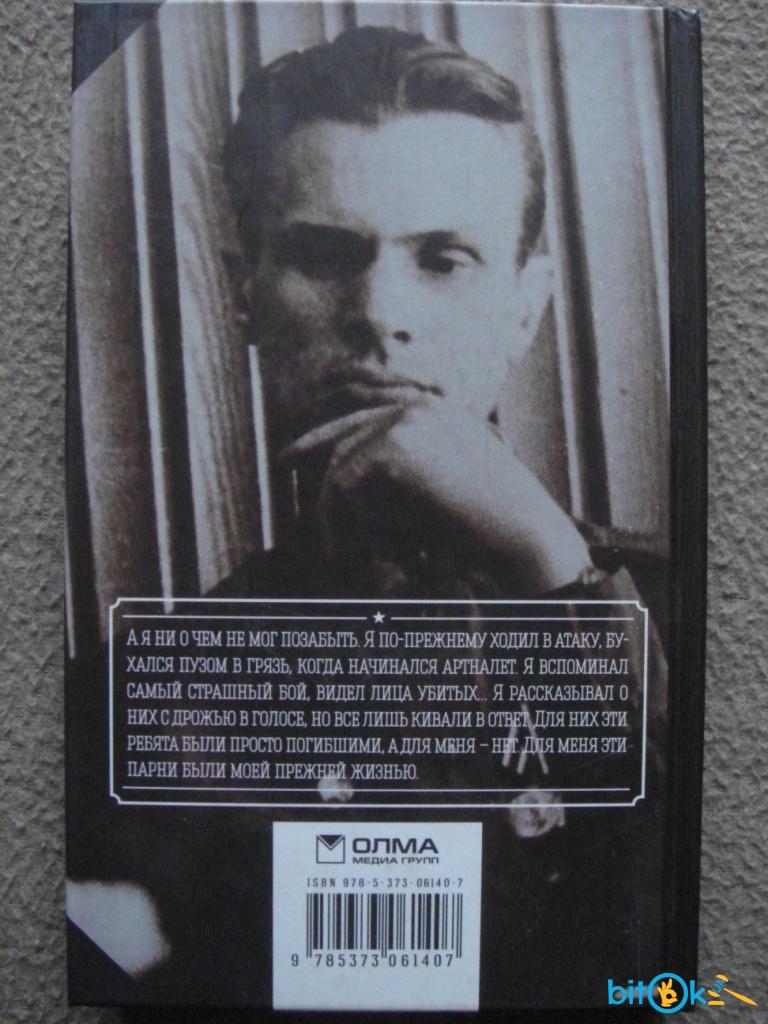 А Я НИ О ЧЕМ НЕ МОГ ПОЗАБЫТЬ. Я ПО-ПРЕЖНЕМУ ХОДИЛ В АТАКУ, БУ-
ХАЛСЯ ПУЗОМ В ГРЯЗЬ, КОГДА НАЧИНАЛСЯ АРТНАЛЕТ. Я ВСПОМИНАЛ
САМЫЙ СТРАШНЫЙ БОЙ, ВИДЕЛ ЛИЦА УБИТЫХ... Я РАССКАЗЫВАЛ О
НИХ С ДРОЖЬЮ В ГОЛОСЕ, НО ВСЕ ЛИШЬ КИВАЛИ В ОТВЕТ. ДЛЯ НИХ ЭТИ
РЕБЯТА БЫЛИ ПРОСТО ПОГИБШИМИ, А ДЛЯ МЕНЯ – НЕТ. ДЛЯ МЕНЯ ЭТИ
ПАРНИ БЫЛИ МОЕЙ ПРЕЖНЕЙ ЖИЗНЬЮ.
ОЛМА
МЕДИА ГРУПП
ISBN 978-5-373-06140-7
9 785373 061407
bitOk UA